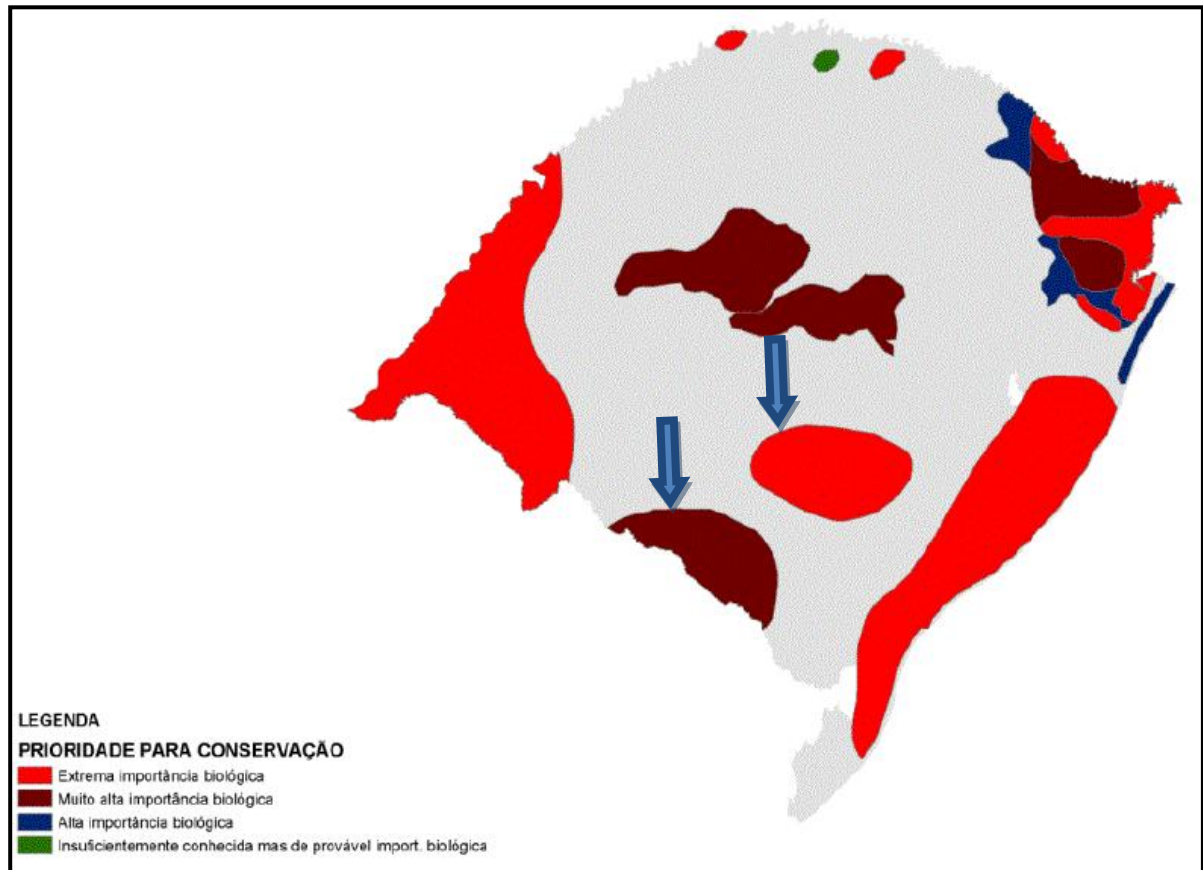 LEGENDA
PRIORIDADE PARA CONSERVAÇÃO
Extrema importância biológica
Muito alta importância biológica
Alta importância biológica
Insuficientemente conhecida mas de provável import. biológica